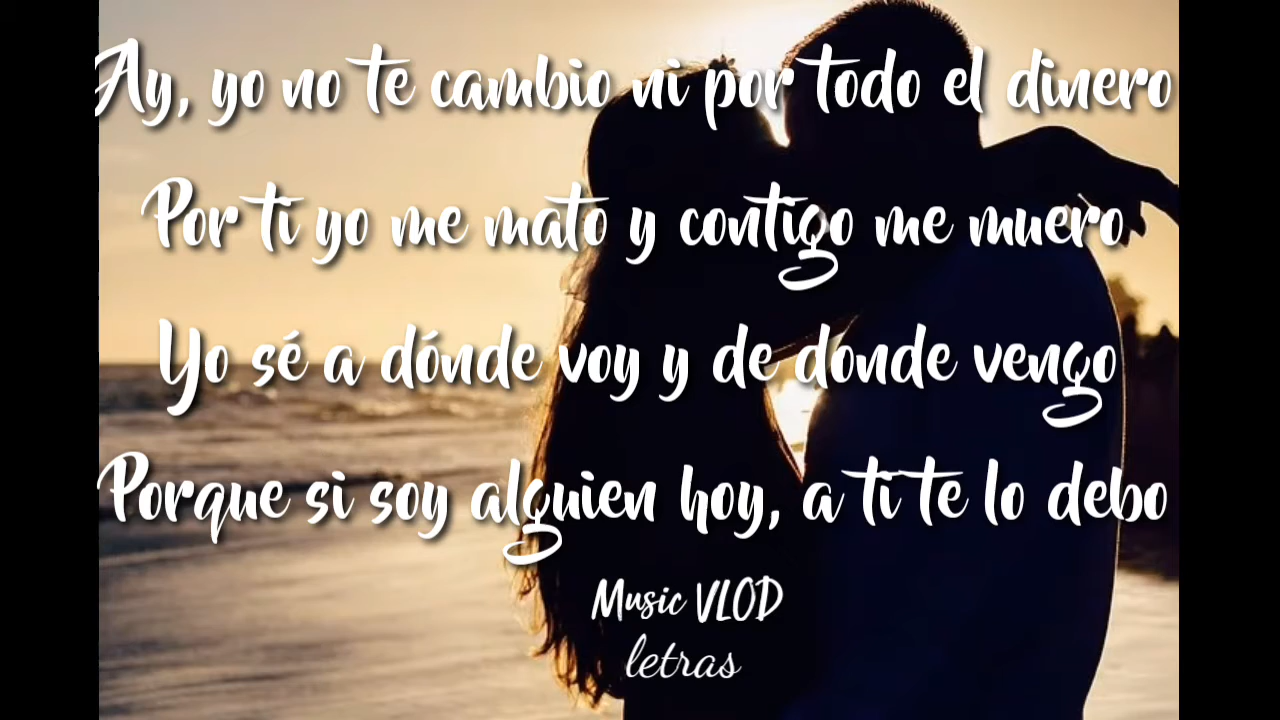 Ay, yo no te cambio ni por todo el dinero
Por ti yo me mato y contigo me muero
Yo sé a dónde voy y de donde vengo
Porque si soy alguien hoy, a ti te lo debo
Music VLOD
letras